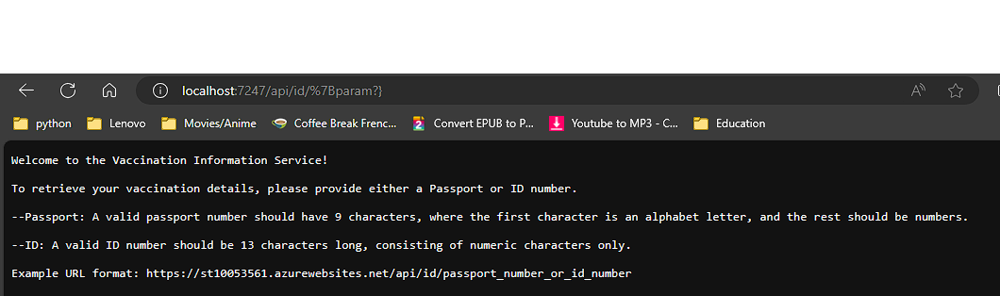 localhost:7247/api/id/%7Bparam?}
python Lenovo Movies/Anime Coffee Break Frenc... Convert EPUB to P... Youtube to MP3 - C... Education
Welcome to the Vaccination Information Service!
To retrieve your vaccination details, please provide either a Passport or ID number.
--Passport: A valid passport number should have 9 characters, where the first character is an alphabet letter, and the rest should be numbers.
--ID: A valid ID number should be 13 characters long, consisting of numeric characters only.
Example URL format: https://st10053561.azurewebsites.net/api/id/passport_number_or_id_number